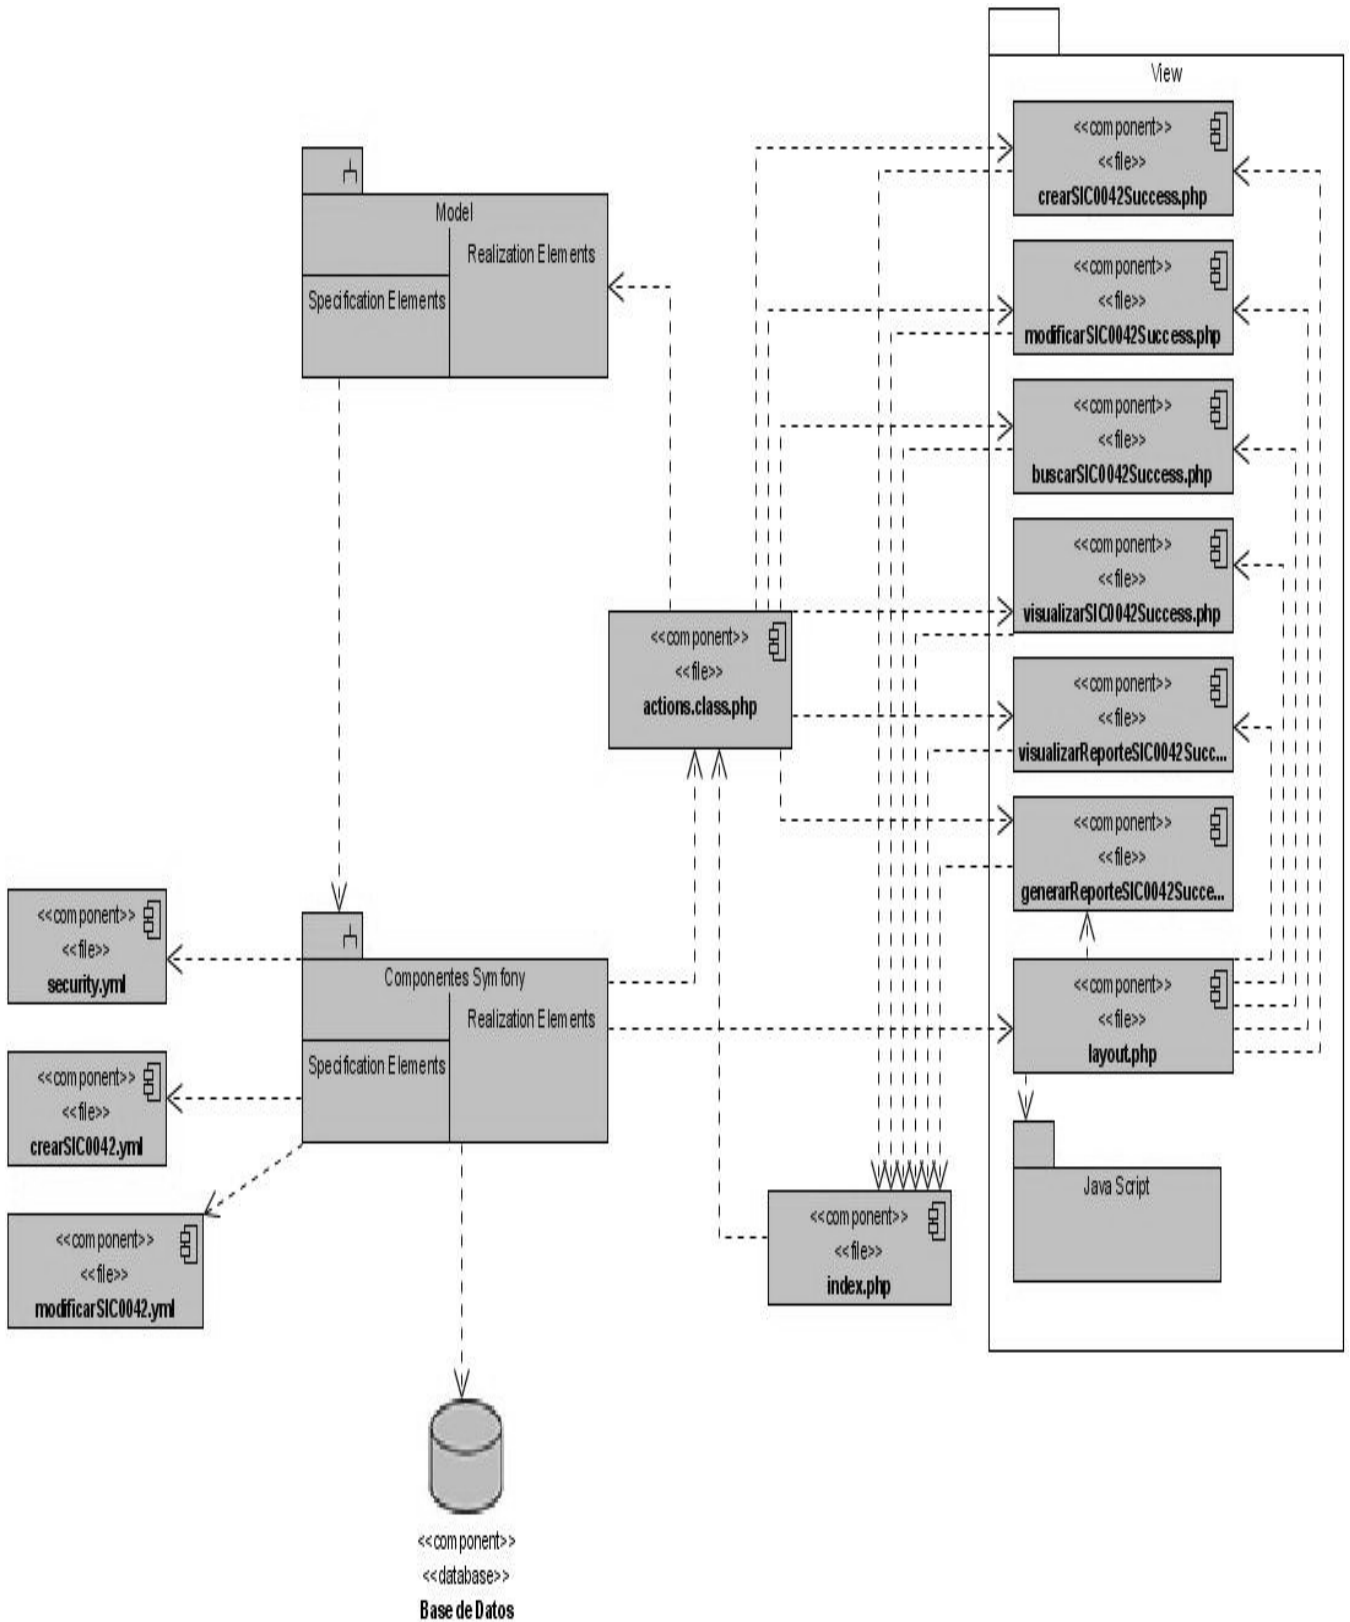 View
<<component>>
<<file>>
crearSIC0042Success.php
<<component>>
<<file>>
modificarSIC0042Success.php
<<component>>
<<file>>
buscarSIC0042Success.php
<<component>>
<<file>>
visualizarSIC0042Success.php
<<component>>
<<file>>
visualizarReporteSIC0042Succ...
<<component>>
<<file>>
generarReporteSIC0042Succe...
<<component>>
<<file>>
layout.php
Java Script
Model
Realization Elements
Specification Elements
<<component>>
<<file>>
actions.class.php
<<component>>
<<file>>
security.yml
Componentes Symfony
Realization Elements
Specification Elements
<<component>>
<<file>>
crearSIC0042.yml
<<component>>
<<file>>
modificarSIC0042.yml
<<component>>
<<file>>
index.php
<<component>>
<<database>>
Base de Datos